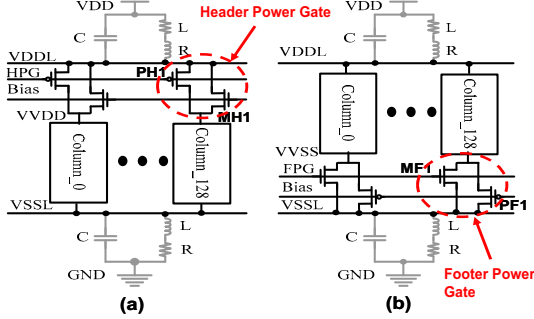 VDD
C
L
R
VDDL
HPG
PH1
Bias
VVDD
MH1
Column_0
Column_128
VSSL
C
L
R
GND
(a)
Header Power Gate
VDD
C
L
R
VDDL
Column_0
Column_128
VVSS
FPG
MF1
Bias
VSSL
PF1
C
L
R
GND
(b)
Footer Power
Gate